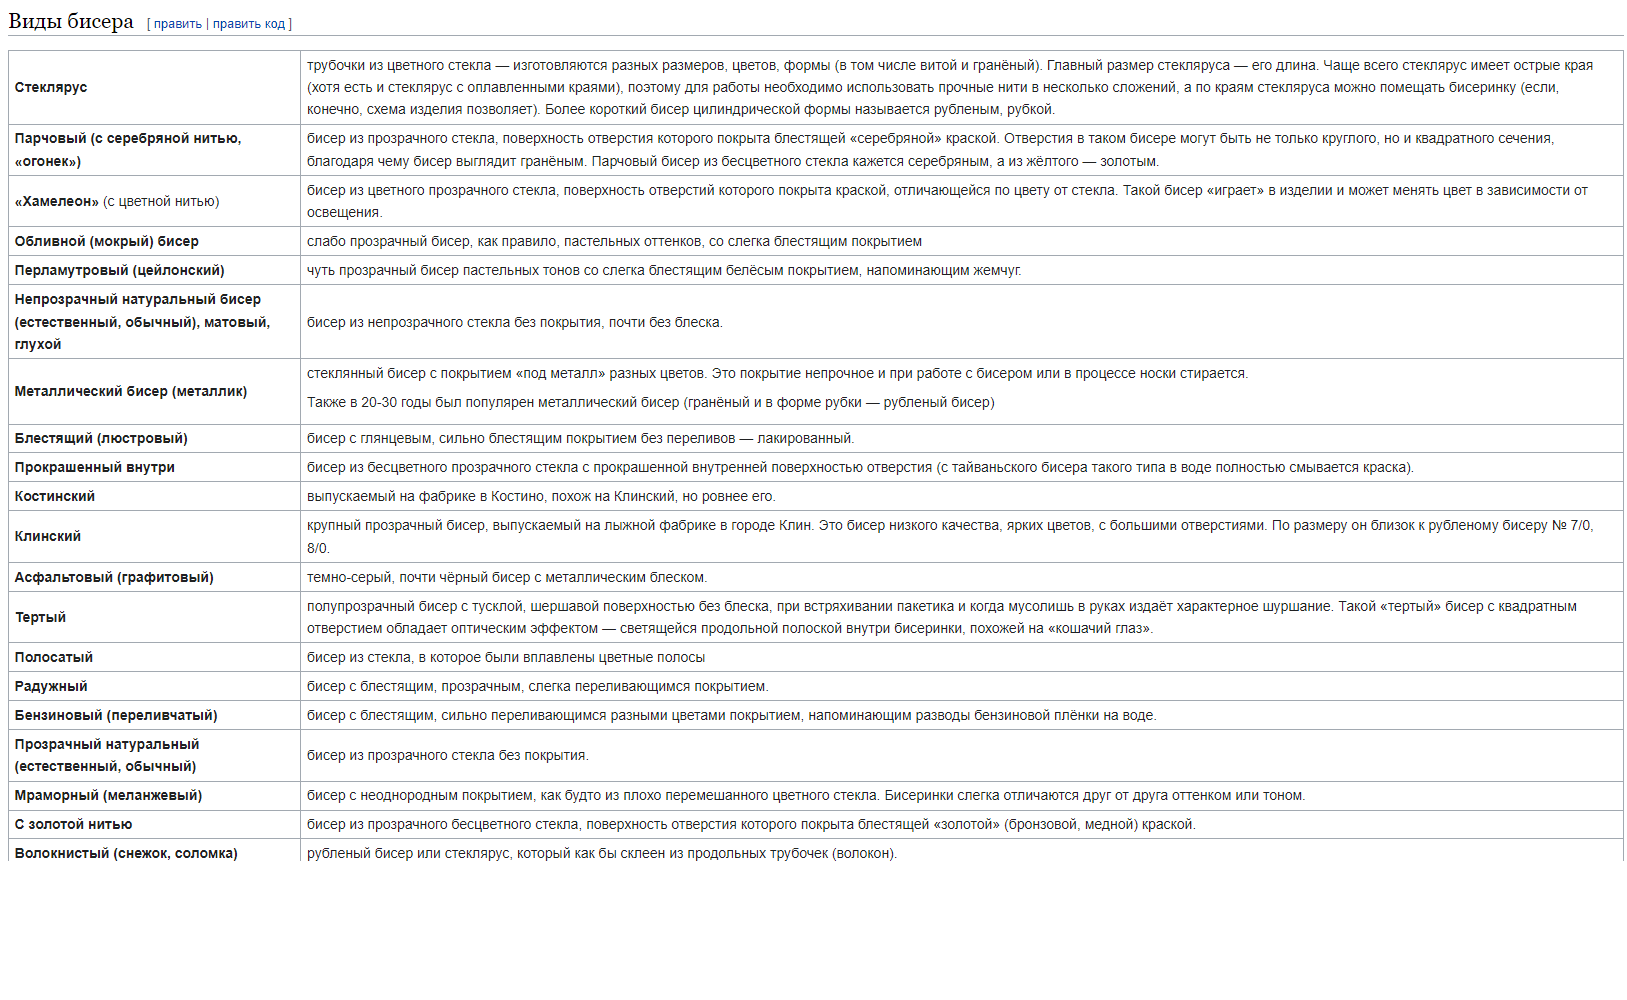 Виды бисера [ править | править код ]
Стеклярус
трубочки из цветного стекла — изготовляются разных размеров, цветов, формы (в том числе витой и гранёный). Главный размер стекляруса — его длина. Чаще всего стеклярус имеет острые края
(хотя есть и стеклярус с оплавленными краями), поэтому для работы необходимо использовать прочные нити в несколько сложений, а по краям стекляруса можно помещать бисеринку (если,
конечно, схема изделия позволяет). Более короткий бисер цилиндрической формы называется рубленым, рубкой.
Парчовый (с серебряной нитью,
«огонек»)
бисер из прозрачного стекла, поверхность отверстия которого покрыта блестящей «серебряной» краской. Отверстия в таком бисере могут быть не только круглого, но и квадратного сечения,
благодаря чему бисер выглядит гранёным. Парчовый бисер из бесцветного стекла кажется серебряным, а из жёлтого — золотым.
«Хамелеон» (с цветной нитью)
бисер из цветного прозрачного стекла, поверхность отверстий которого покрыта краской, отличающейся по цвету от стекла. Такой бисер «играет» в изделии и может менять цвет в зависимости от
освещения.
Обливной (мокрый) бисер
слабо прозрачный бисер, как правило, пастельных оттенков, со слегка блестящим покрытием
Перламутровый (цейлонский)
чуть прозрачный бисер пастельных тонов со слегка блестящим белёсым покрытием, напоминающим жемчуг.
Непрозрачный натуральный бисер
(естественный, обычный), матовый,
глухой
бисер из непрозрачного стекла без покрытия, почти без блеска.
Металлический бисер (металлик)
стеклянный бисер с покрытием «под металл» разных цветов. Это покрытие непрочное и при работе с бисером или в процессе носки стирается.
Также в 20-30 годы был популярен металлический бисер (гранёный и в форме рубки — рубленый бисер)
Блестящий (люстровый)
бисер с глянцевым, сильно блестящим покрытием без переливов — лакированный.
Прокрашенный внутри
бисер из бесцветного прозрачного стекла с прокрашенной внутренней поверхностью отверстия (с тайваньского бисера такого типа в воде полностью смывается краска).
Костинский
выпускаемый на фабрике в Костино, похож на Клинский, но ровнее его.
Клинский
крупный прозрачный бисер, выпускаемый на лыжной фабрике в городе Клин. Это бисер низкого качества, ярких цветов, с большими отверстиями. По размеру он близок к рубленому бисеру № 7/0,
8/0.
Асфальтовый (графитовый)
темно-серый, почти чёрный бисер с металлическим блеском.
Тертый
полупрозрачный бисер с тусклой, шершавой поверхностью без блеска, при встряхивании пакетика и когда мусолишь в руках издаёт характерное шуршание. Такой «тертый» бисер с квадратным
отверстием обладает оптическим эффектом — светящейся продольной полоской внутри бисеринки, похожей на «кошачий глаз».
Полосатый
бисер из стекла, в которое были вплавлены цветные полосы
Радужный
бисер с блестящим, прозрачным, слегка переливающимся покрытием.
Бензиновый (переливчатый)
бисер с блестящим, сильно переливающимся разными цветами покрытием, напоминающим разводы бензиновой плёнки на воде.
Прозрачный натуральный
(естественный, обычный)
бисер из прозрачного стекла без покрытия.
Мраморный (меланжевый)
бисер с неоднородным покрытием, как будто из плохо перемешанного цветного стекла. Бисеринки слегка отличаются друг от друга оттенком или тоном.
С золотой нитью
бисер из прозрачного бесцветного стекла, поверхность отверстия которого покрыта блестящей «золотой» (бронзовой, медной) краской.
Волокнистый (снежок, соломка)
рубленый бисер или стеклярус, который как бы склеен из продольных трубочек (волокон).